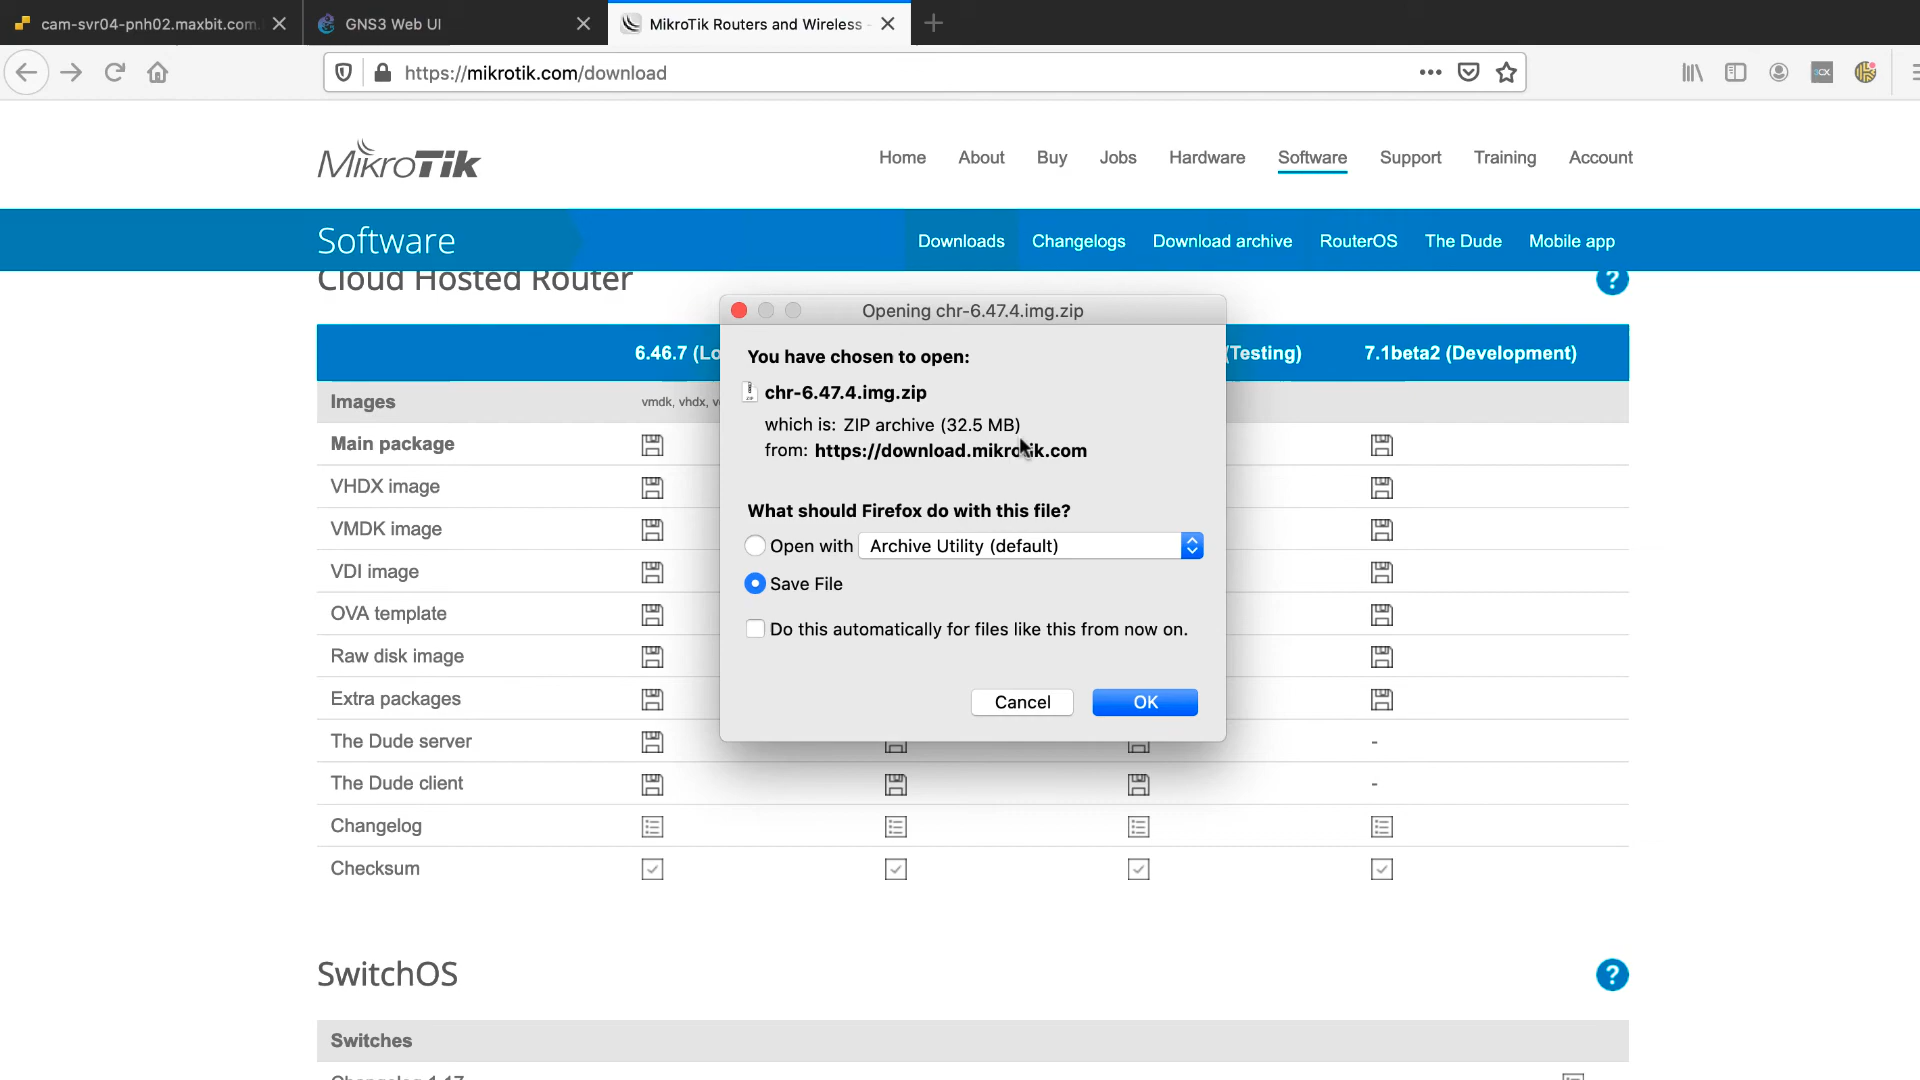 cam-svr04-pnh02.maxbit.com.
GNS3 Web UI
MikroTik Routers and Wireless -
https://mikrotik.com/download
3CX
MikroTik
Home About Buy Jobs Hardware Software Support Training Account
Software
Downloads Changelogs Download archive RouterOS The Dude Mobile app
Cloud Hosted Router
?
6.46.7 (Lo
(Testing)
7.1beta2 (Development)
Images
vmdk, vhdx, v
Main package
VHDX image
VMDK image
VDI image
OVA template
Raw disk image
Extra packages
The Dude server
-
The Dude client
-
Changelog
Checksum
Opening chr-6.47.4.img.zip
You have chosen to open:
chr-6.47.4.img.zip
which is: ZIP archive (32.5 MB)
from: https://download.mikrotik.com
What should Firefox do with this file?
Open with Archive Utility (default)
Save File
Do this automatically for files like this from now on.
Cancel OK
SwitchOS
?
Switches
Changelog 1.17